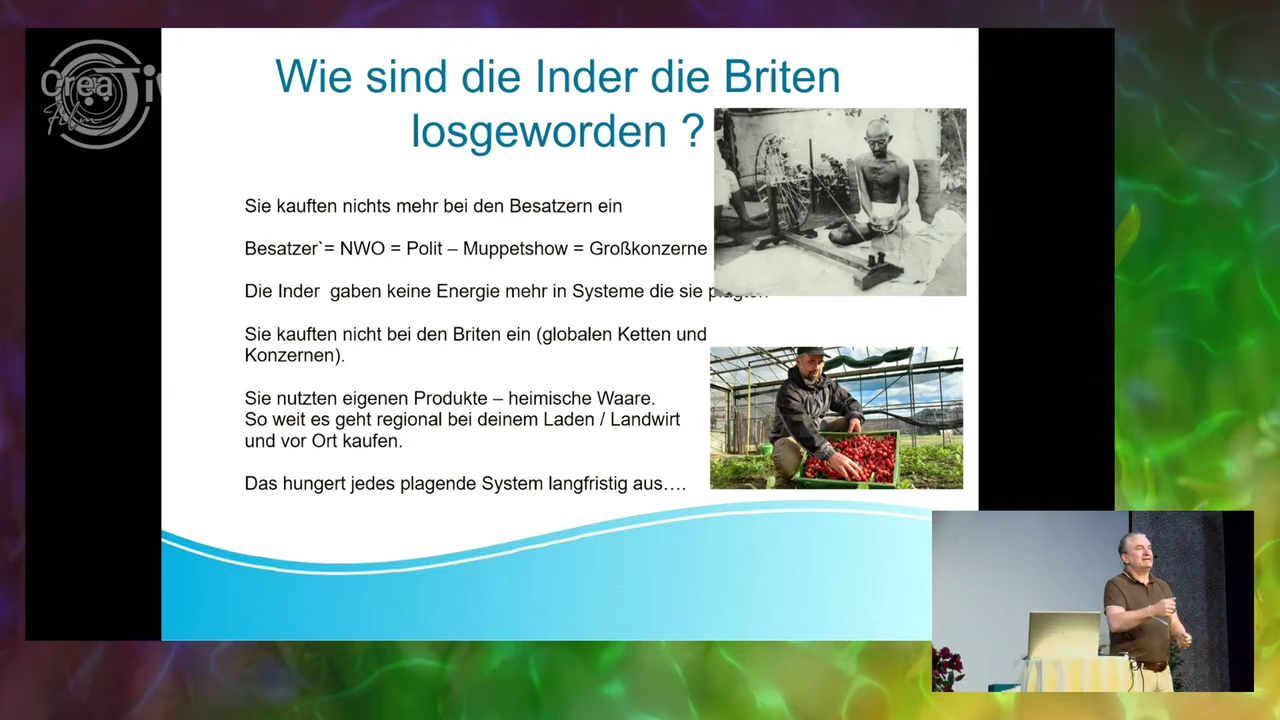 Crea
Film
Wie sind die Inder die Briten
losgeworden ?
Sie kauften nichts mehr bei den Besatzern ein
Besatzer`= NWO = Polit – Muppetshow = Großkonzerne
Die Inder  gaben keine Energie mehr in Systeme die sie
Sie kauften nicht bei den Briten ein (globalen Ketten und
Konzernen).
Sie nutzten eigenen Produkte – heimische Waare.
So weit es geht regional bei deinem Laden / Landwirt
und vor Ort kaufen.
Das hungert jedes plagende System langfristig aus….